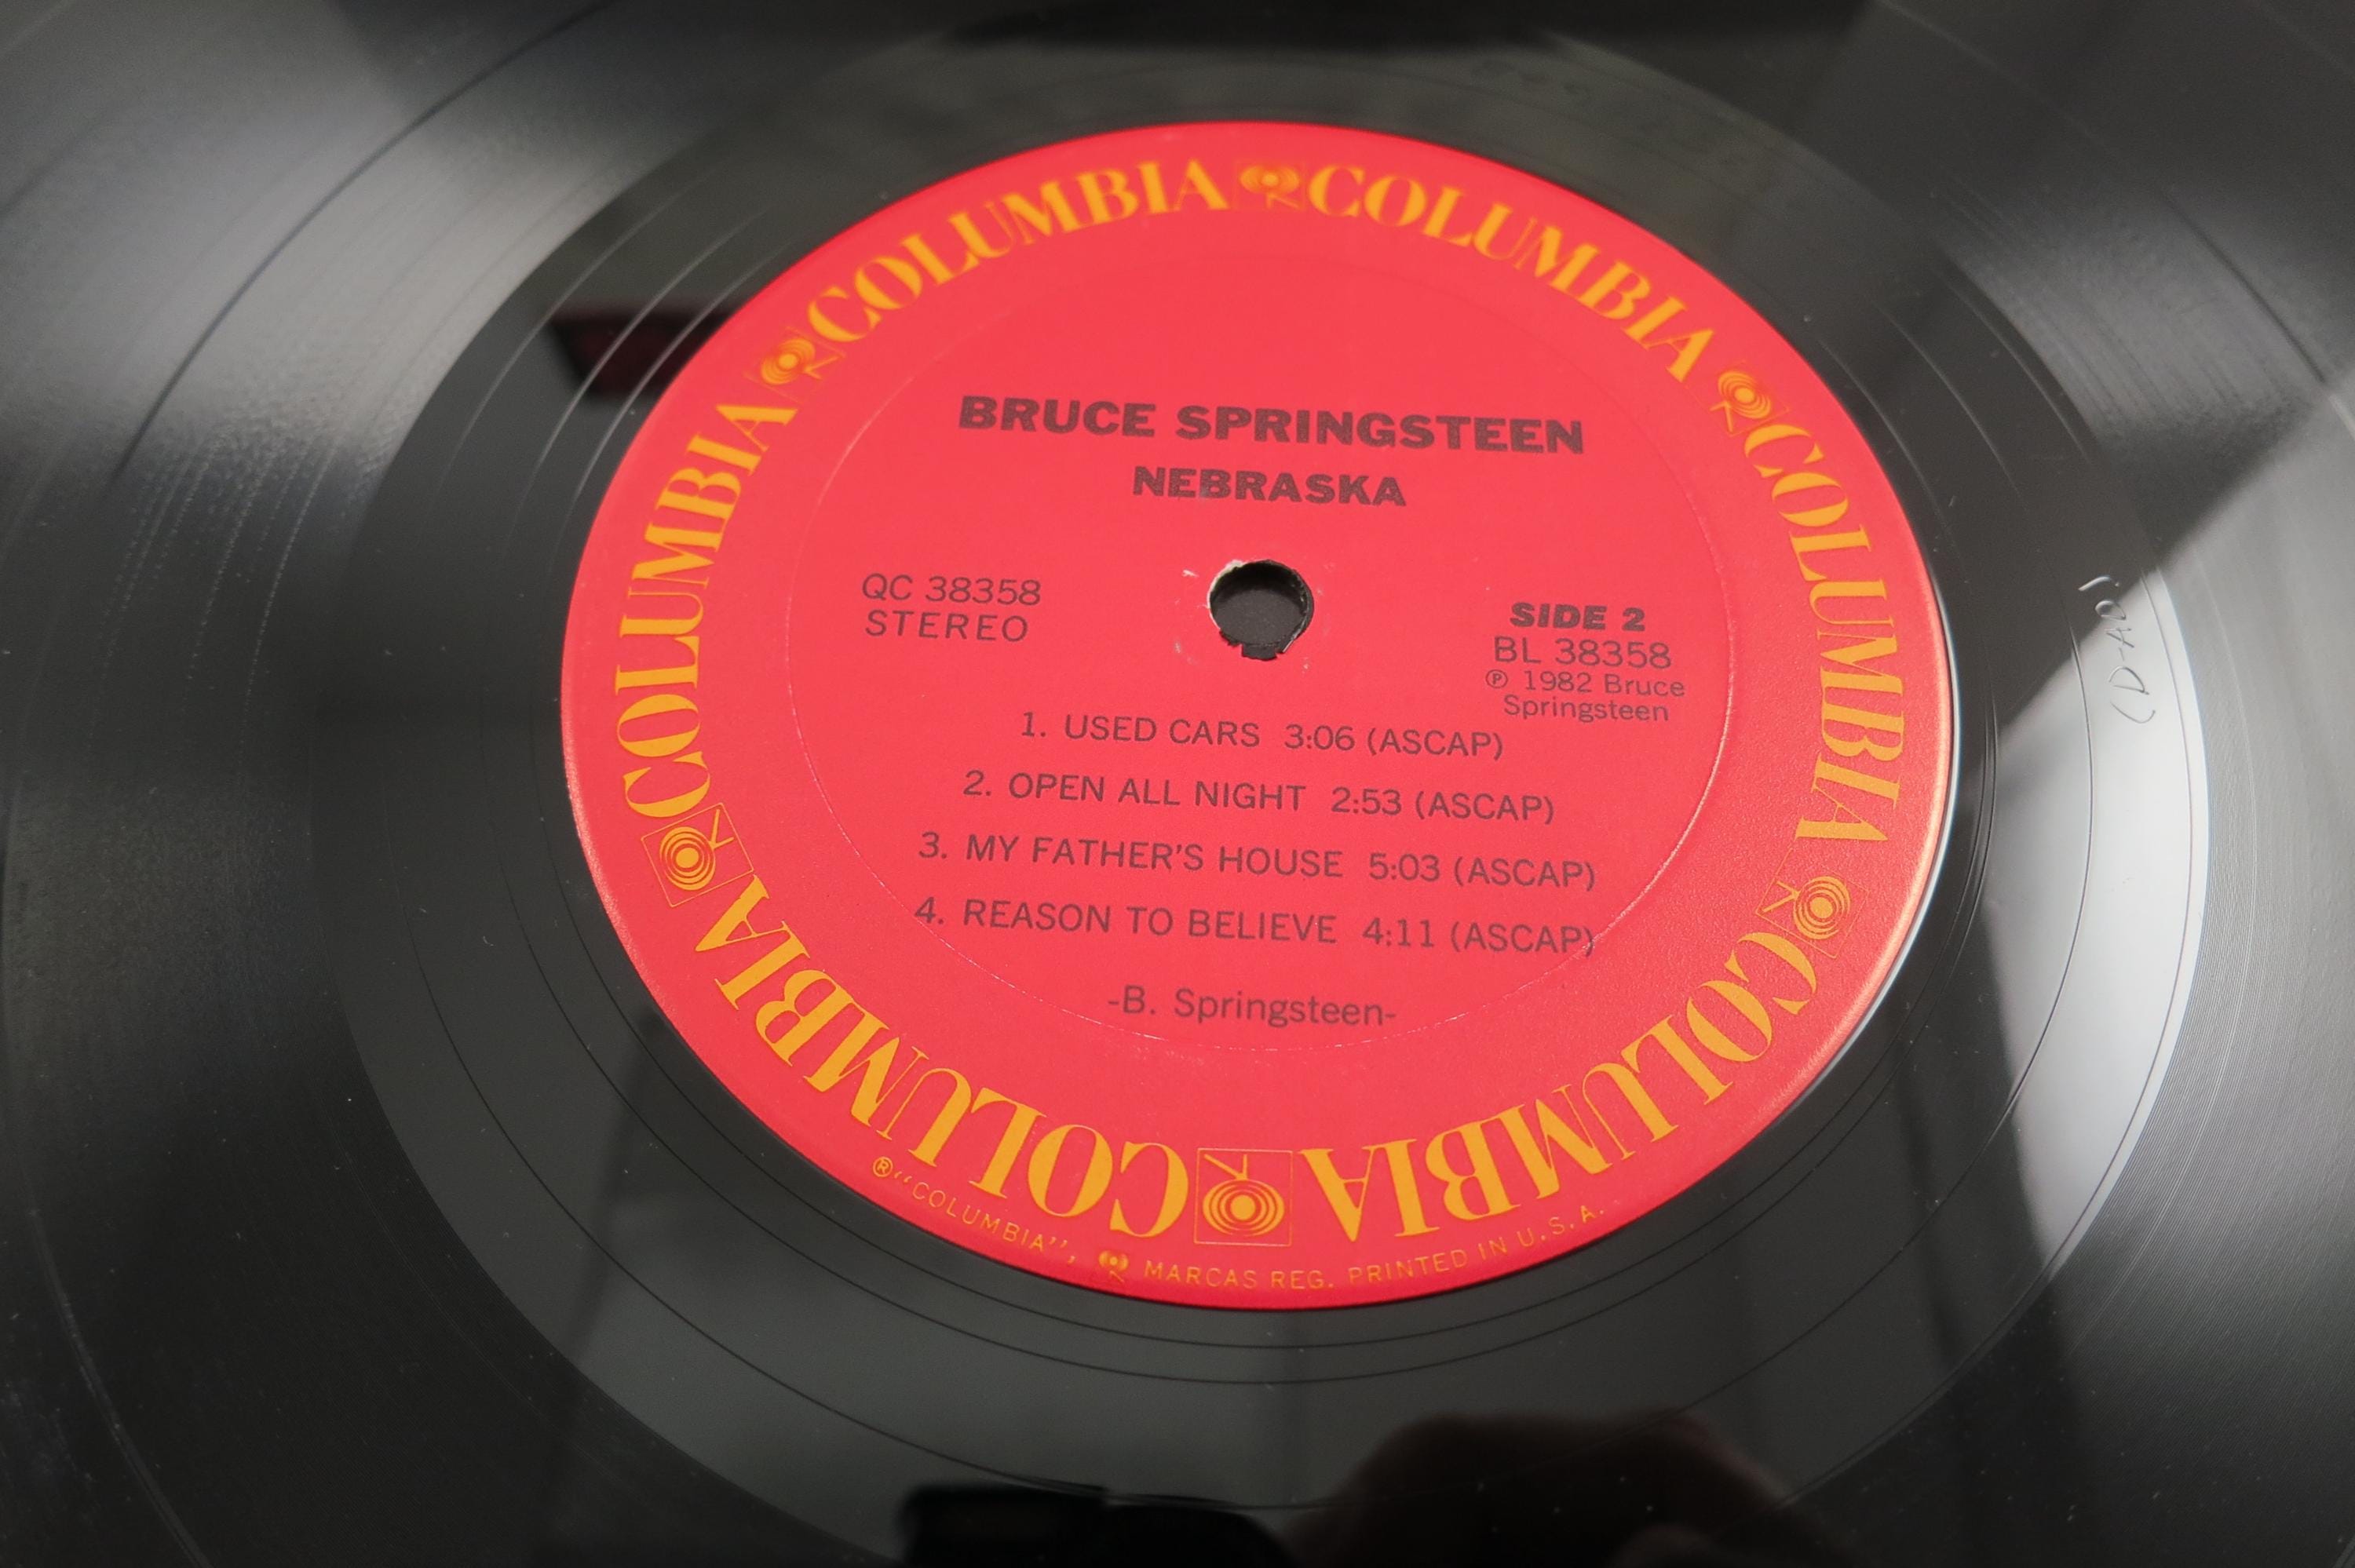 COLUMBIA COLUMBIA COLUMBIA COLUMBIA COLUMBIA COLUMBIA
BRUCE SPRINGSTEEN
NEBRASKA
QC 38358
STEREO
SIDE 2
BL 38358
℗ 1982 Bruce
Springsteen
1. USED CARS 3:06 (ASCAP)
2. OPEN ALL NIGHT 2:53 (ASCAP)
3. MY FATHER'S HOUSE 5:03 (ASCAP)
4. REASON TO BELIEVE 4:11 (ASCAP)
-B. Springsteen-
®"COLUMBIA", MARCAS REG. PRINTED IN U.S.A.